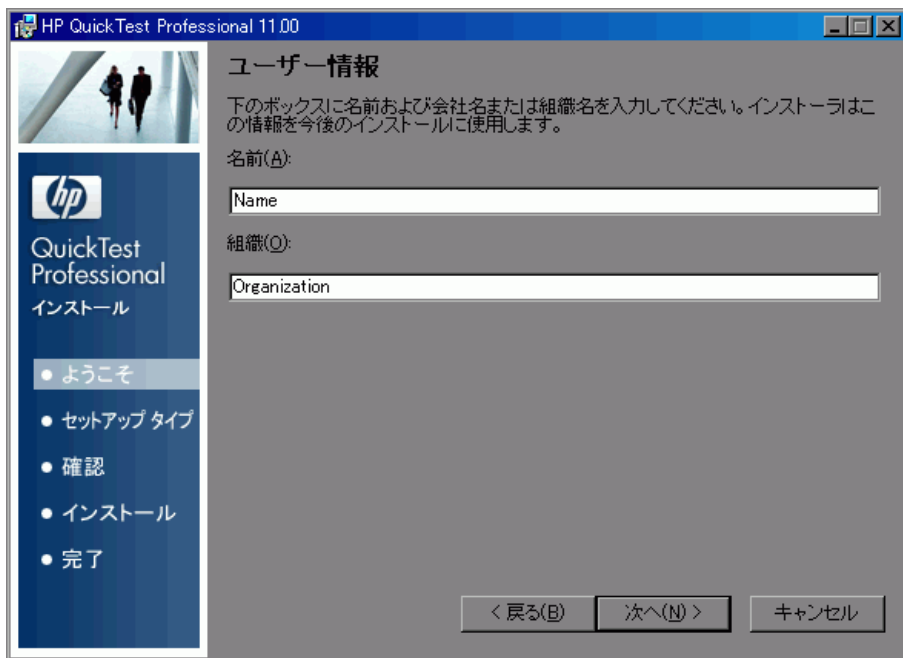 HP QuickTest Professional 11.00
ユーザー情報
下のボックスに名前および会社名または組織名を入力してください。インストーラはこ
の情報を今後のインストールに使用します。
名前(A):
Name
組織(O):
Organization
hp
QuickTest
Professional
インストール
ようこそ
セットアップ タイプ
確認
インストール
完了
< 戻る(B)
次へ(N) >
キャンセル